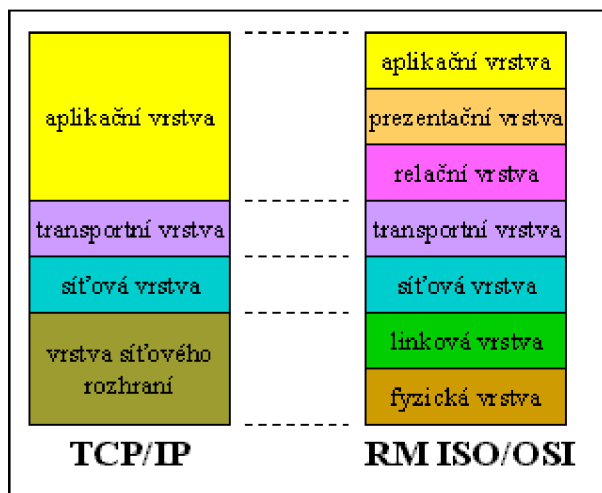 aplikační vrstva
transportní vrstva
síťová vrstva
vrstva síťového
rozhraní
TCP/IP
aplikační vrstva
prezentační vrstva
relační vrstva
transportní vrstva
síťová vrstva
linková vrstva
fyzická vrstva
RM ISO/OSI